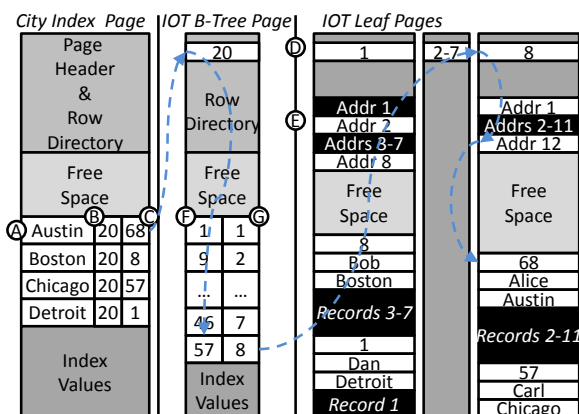 City Index Page
Page
Header
&
Row
Directory
Free
Space
A B C
Austin 20 68
Boston 20 8
Chicago 20 57
Detroit 20 1
Index
Values
IOT B-Tree Page
20
Row
Directory
Free
Space
F G
1 1
9 2
... ...
46 7
57 8
Index
Values
IOT Leaf Pages
D
1
E
Addr 1
Addr 2
Addrs 3-7
Addr 8
Free
Space
8
Bob
Boston
Records 3-7
1
Dan
Detroit
Record 1
2-7
8
Addr 1
Addrs 2-11
Addr 12
Free
Space
68
Alice
Austin
Records 2-11
57
Carl
Chicago